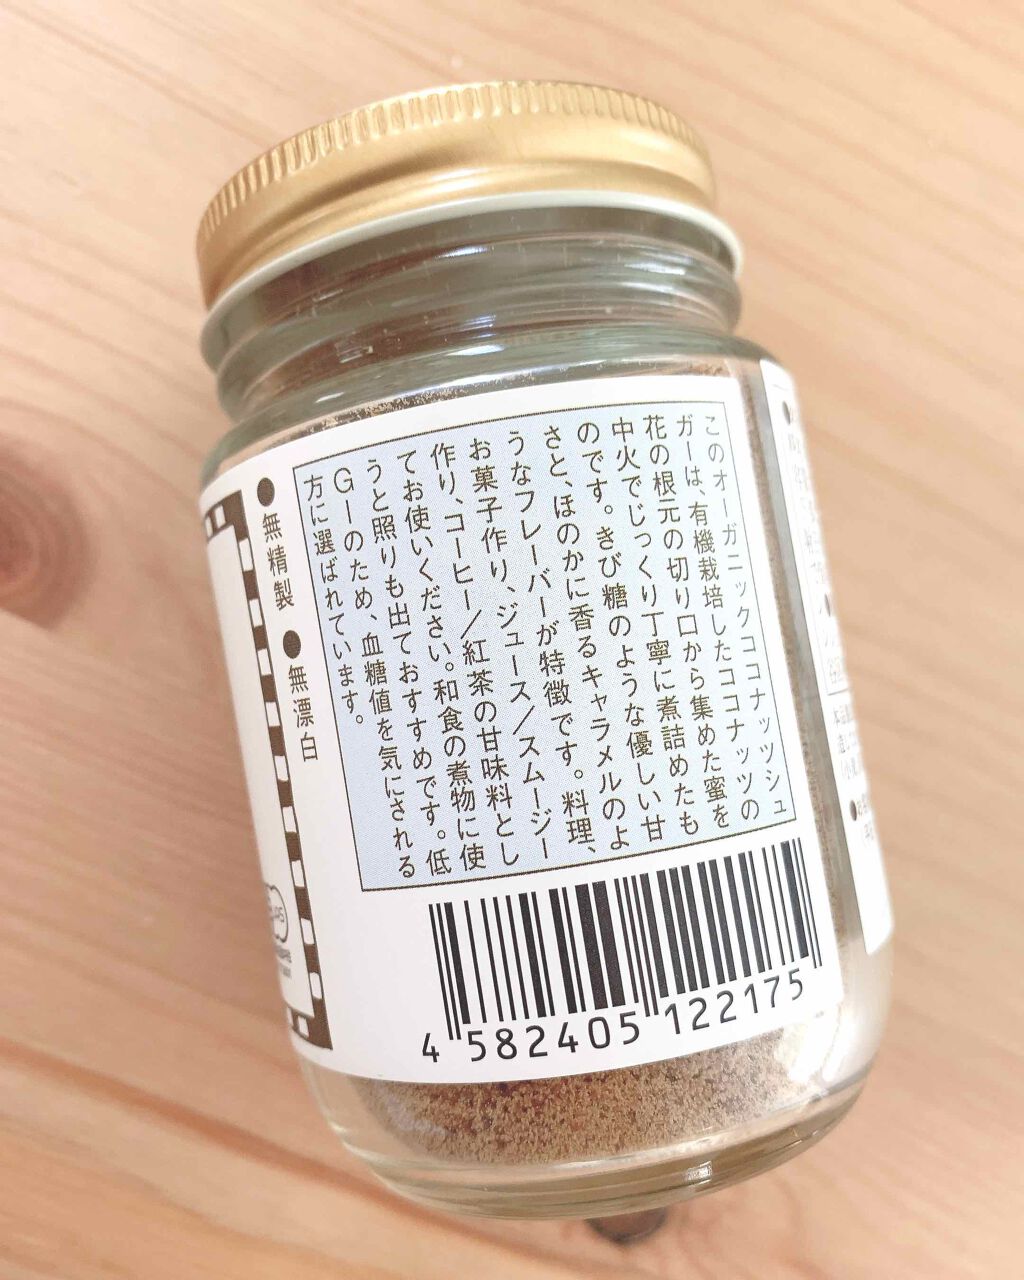 このオーガニックココナッツシュ
ガーは、有機栽培したココナッツの
花の根元の切り口から集めた蜜を
中火でじっくり丁寧に煮詰めたも
のです。きび糖のような優しい甘
さと、ほのかに香るキャラメルのよ
うなフレーバーが特徴です。料理、
お菓子作り、ジュース/スムージー
作り、コーヒー/紅茶の甘味料とし
てお使いください。和食の煮物に使
うと照りも出ておすすめです。低
GIのため、血糖値を気にされる
方に選ばれています。
●無精製 ●無漂白
4 582405 122175